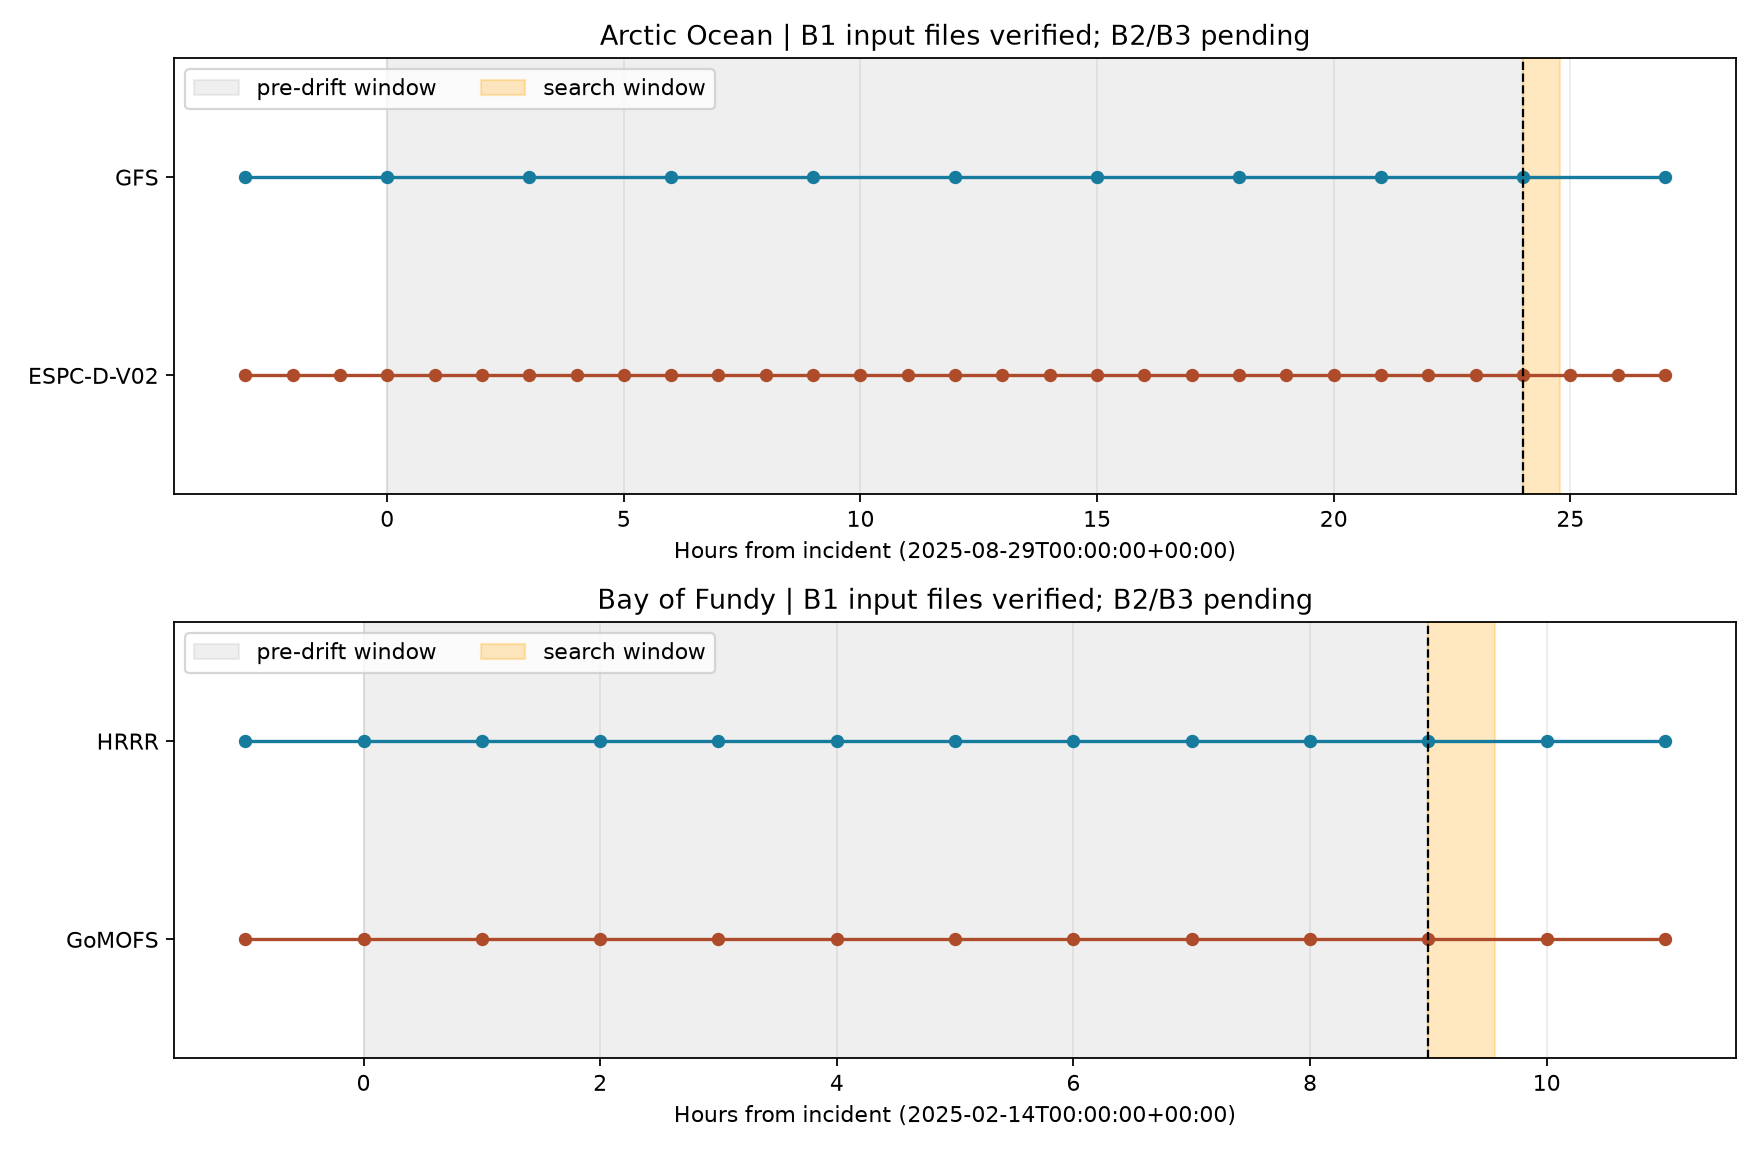 Arctic Ocean | B1 input files verified; B2/B3 pending
pre-drift window
search window
GFS
ESPC-D-V02
0
5
10
15
20
25
Hours from incident (2025-08-29T00:00:00+00:00)
Bay of Fundy | B1 input files verified; B2/B3 pending
pre-drift window
search window
HRRR
GoMOFS
0
2
4
6
8
10
Hours from incident (2025-02-14T00:00:00+00:00)